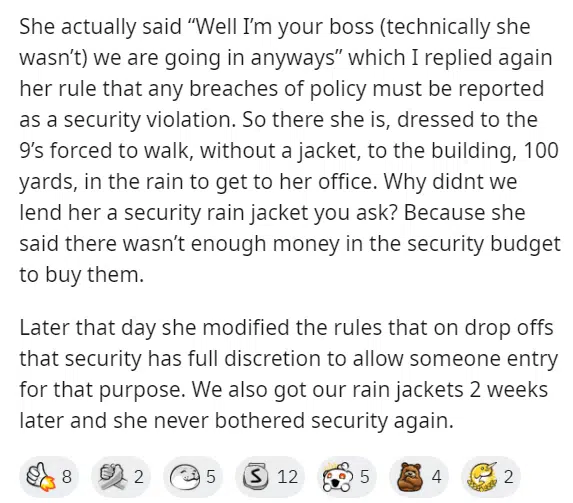 She actually said “Well I’m your boss (technically she
wasn’t) we are going in anyways” which I replied again
her rule that any breaches of policy must be reported
as a security violation. So there she is, dressed to the
9’s forced to walk, without a jacket, to the building, 100
yards, in the rain to get to her office. Why didnt we
lend her a security rain jacket you ask? Because she
said there wasn’t enough money in the security budget
to buy them.
Later that day she modified the rules that on drop offs
that security has full discretion to allow someone entry
for that purpose. We also got our rain jackets 2 weeks
later and she never bothered security again.
8 2 5 S 12 5 4 2